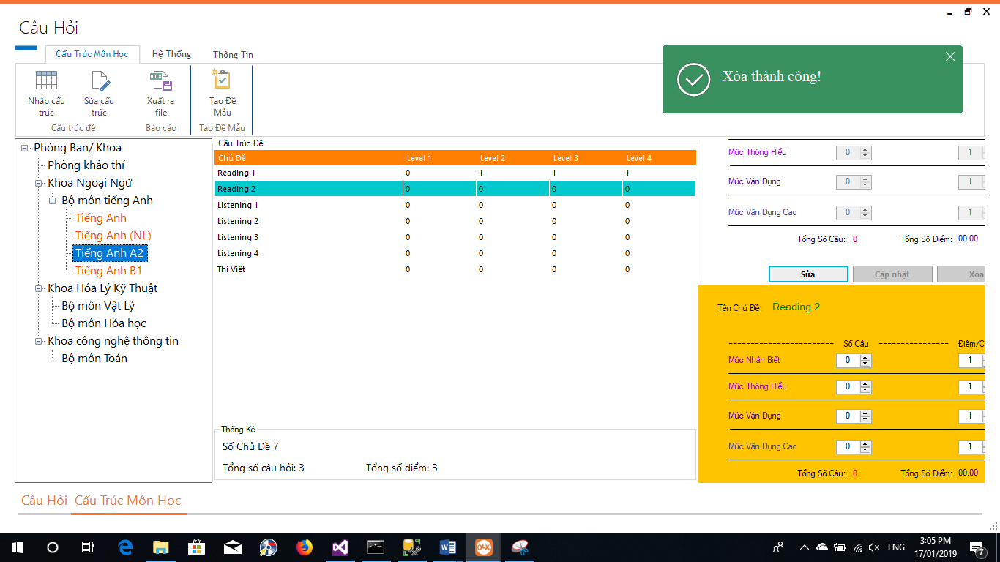 Câu Hỏi
Cấu Trúc Môn Học Hệ Thống Thông Tin
Xóa thành công!
Nhập cấu trúc
Sửa cấu trúc
Xuất ra file
Tạo Đề Mẫu
Cấu trúc đề Báo cáo Tạo Đề Mẫu
Phòng Ban/ Khoa
Phòng khảo thí
Khoa Ngoại Ngữ
Bộ môn tiếng Anh
Tiếng Anh
Tiếng Anh (NL)
Tiếng Anh A2
Tiếng Anh B1
Khoa Hóa Lý Kỹ Thuật
Bộ môn Vật Lý
Bộ môn Hóa học
Khoa công nghệ thông tin
Bộ môn Toán
Cấu Trúc Đề
Chủ Đề Level 1 Level 2 Level 3 Level 4
Reading 1 0 1 1 1
Reading 2 0 0 0 0
Listening 1 0 0 0 0
Listening 2 0 0 0 0
Listening 3 0 0 0 0
Listening 4 0 0 0 0
Thi Viết 0 0 0 0
Thống Kê
Số Chủ Đề 7
Tổng số câu hỏi: 3 Tổng số điểm: 3
Mức Thông Hiểu 0 1
Mức Vận Dụng 0 1
Mức Vận Dụng Cao 0 1
Tổng Số Câu: 0 Tổng Số Điểm: 00.00
Sửa Cập nhật Xóa
Tên Chủ Đề: Reading 2
======================== Số Câu ================ Điểm/C
Mức Nhận Biết 0 1
Mức Thông Hiểu 0 1
Mức Vận Dụng 0 1
Mức Vận Dụng Cao 0 1
Tổng Số Câu: 0 Tổng Số Điểm: 00.00
Câu Hỏi Cấu Trúc Môn Học
ENG
3:05 PM
17/01/2019
7